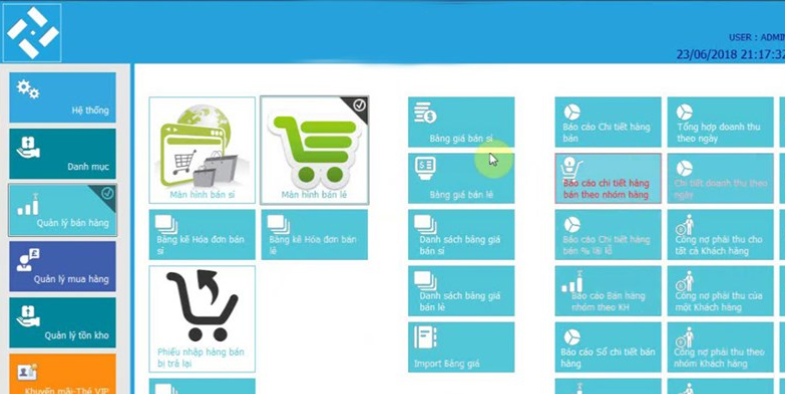 USER : ADMIN
23/06/2018 21:17:32
Hệ thống
Danh mục
Quản lý bán hàng
Quản lý mua hàng
Quản lý tồn kho
Khuyến mãi-Thẻ VIP
Màn hình bán sỉ
Màn hình bán lẻ
Bảng kê Hóa đơn bán
sỉ
Bảng kê Hóa đơn bán
lẻ
Phiếu nhập hàng bán
bị trả lại
Bảng giá bán sỉ
Bảng giá bán lẻ
Danh sách bảng giá
bán sỉ
Danh sách bảng giá
bán lẻ
Import Bảng giá
Báo cáo Chi tiết hàng
bán
Báo cáo chi tiết hàng
bán theo nhóm hàng
Báo cáo Chi tiết hàng
bán %
Báo cáo Bán hàng
nhóm theo KH
Báo cáo Sổ chi tiết bán
hàng
Tổng hợp doanh thu
theo ngày
Chi tiết doanh thu theo
ngày
Công nợ phải thu cho
tất cả Khách hàng
Công nợ phải thu của
một Khách hàng
Công nợ phải thu theo
nhóm Khách hàng